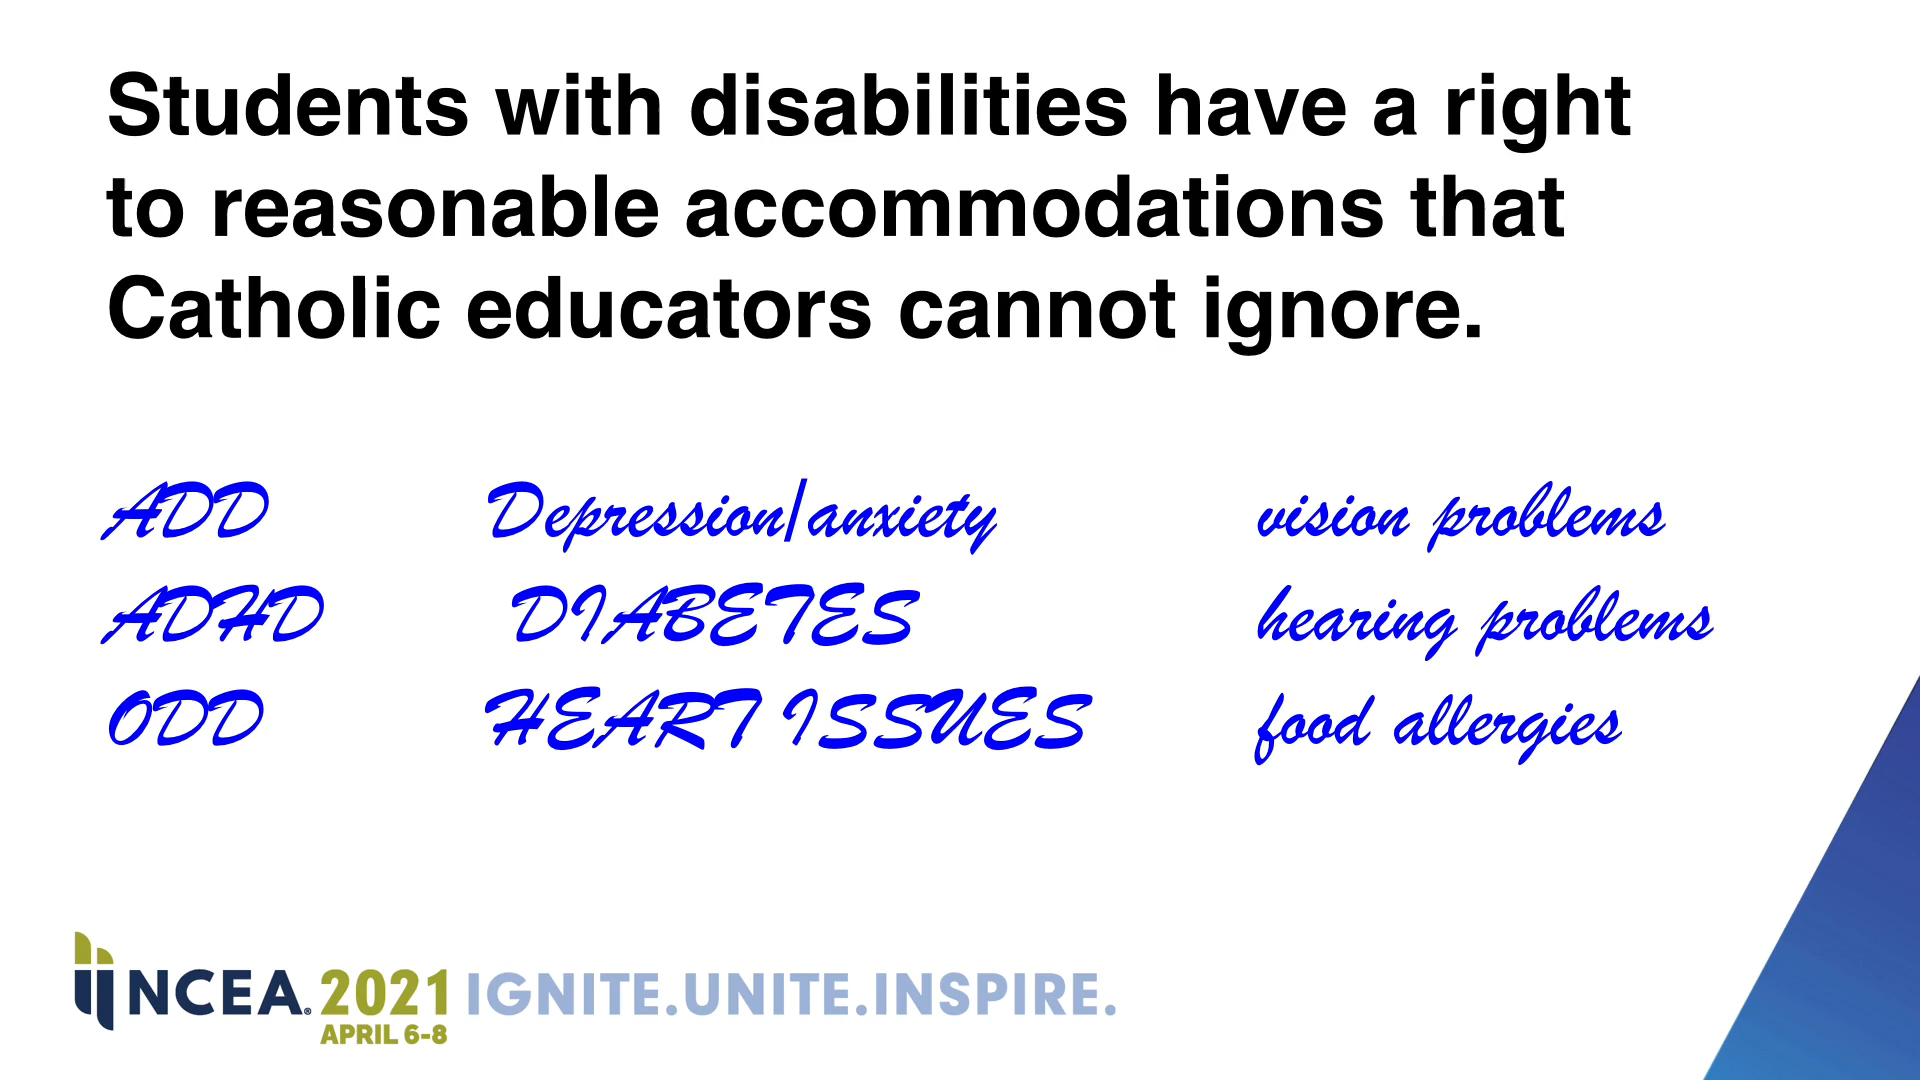 Students with disabilities have a right
to reasonable accommodations that
Catholic educators cannot ignore.
ADD Depression/anxiety vision problems
ADHD DIABETES hearing problems
ODD HEART ISSUES food allergies
NCEA® 2021 IGNITE.UNITE.INSPIRE.
APRIL 6-8